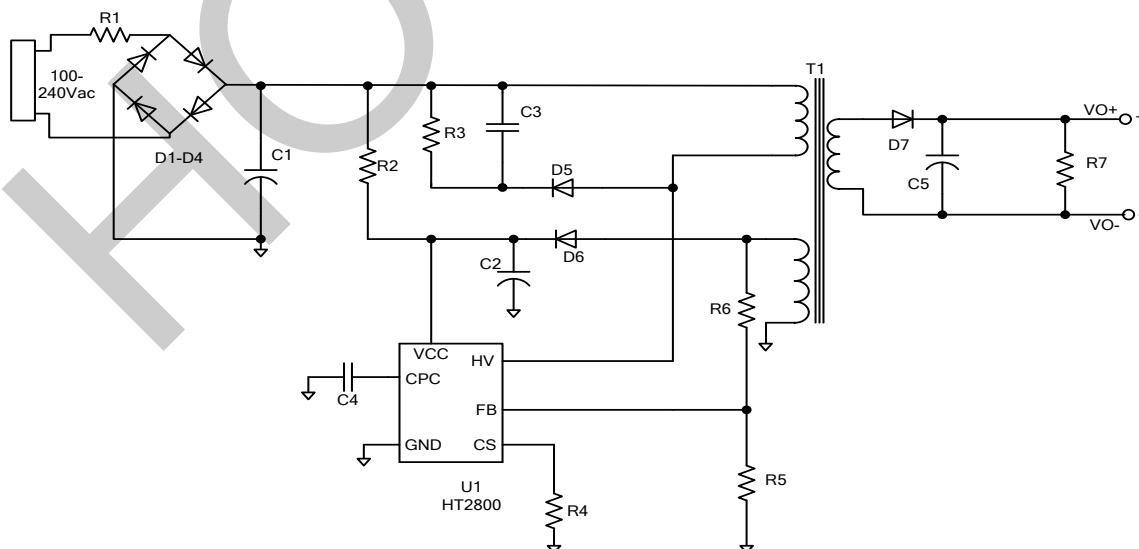 R1
100-
240Vac
D1-D4
C1
R2
R3
C3
D5
T1
D7
C5
R7
VO+
VO-
C2
D6
R6
VCC
HV
CPC
C4
FB
GND
CS
U1
HT2800
R4
R5